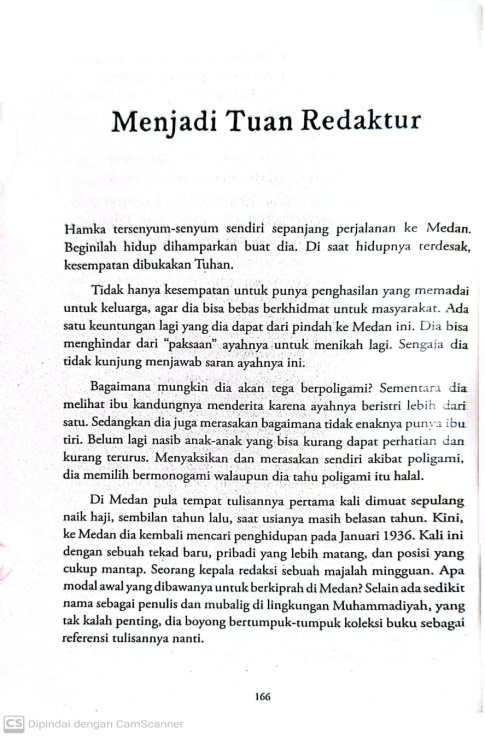 Menjadi Tuan Redaktur
Hamka tersenyum-senyum sendiri sepanjang perjalanan ke Medan.
Beginilah hidup dihamparkan buat dia. Di saat hidupnya terdesak,
kesempatan dibukakan Tuhan.
Tidak hanya kesempatan untuk punya penghasilan yang memadai
untuk keluarga, agar dia bisa bebas berkhidmat untuk masyarakat. Ada
satu keuntungan lagi yang dia dapat dari pindah ke Medan ini. Dia bisa
menghindar dari “paksaan” ayahnya untuk menikah lagi. Sengaja dia
tidak kunjung menjawab saran ayahnya ini.
Bagaimana mungkin dia akan tega berpoligami? Sementara dia
melihat ibu kandungnya menderita karena ayahnya beristri lebih dari
satu. Sedangkan dia juga merasakan bagaimana tidak enaknya punya ibu
tiri. Belum lagi nasib anak-anak yang bisa kurang dapat perhatian dan
kurang terurus. Menyaksikan dan merasakan sendiri akibat poligami,
dia memilih bermonogami walaupun dia tahu poligami itu halal.
Di Medan pula tempat tulisannya pertama kali dimuat sepulang
naik haji, sembilan tahun lalu, saat usianya masih belasan tahun. Kini,
ke Medan dia kembali mencari penghidupan pada Januari 1936. Kali ini
dengan sebuah tekad baru, pribadi yang lebih matang, dan posisi yang
cukup mantap. Seorang kepala redaksi sebuah majalah mingguan. Apa
modal awal yang dibawanya untuk berkiprah di Medan? Selain ada sedikit
nama sebagai penulis dan mubalig di lingkungan Muhammadiyah, yang
tak kalah penting, dia boyong bertumpuk-tumpuk koleksi buku sebagai
referensi tulisannya nanti.
166
CS Dipindai dengan CamScanner